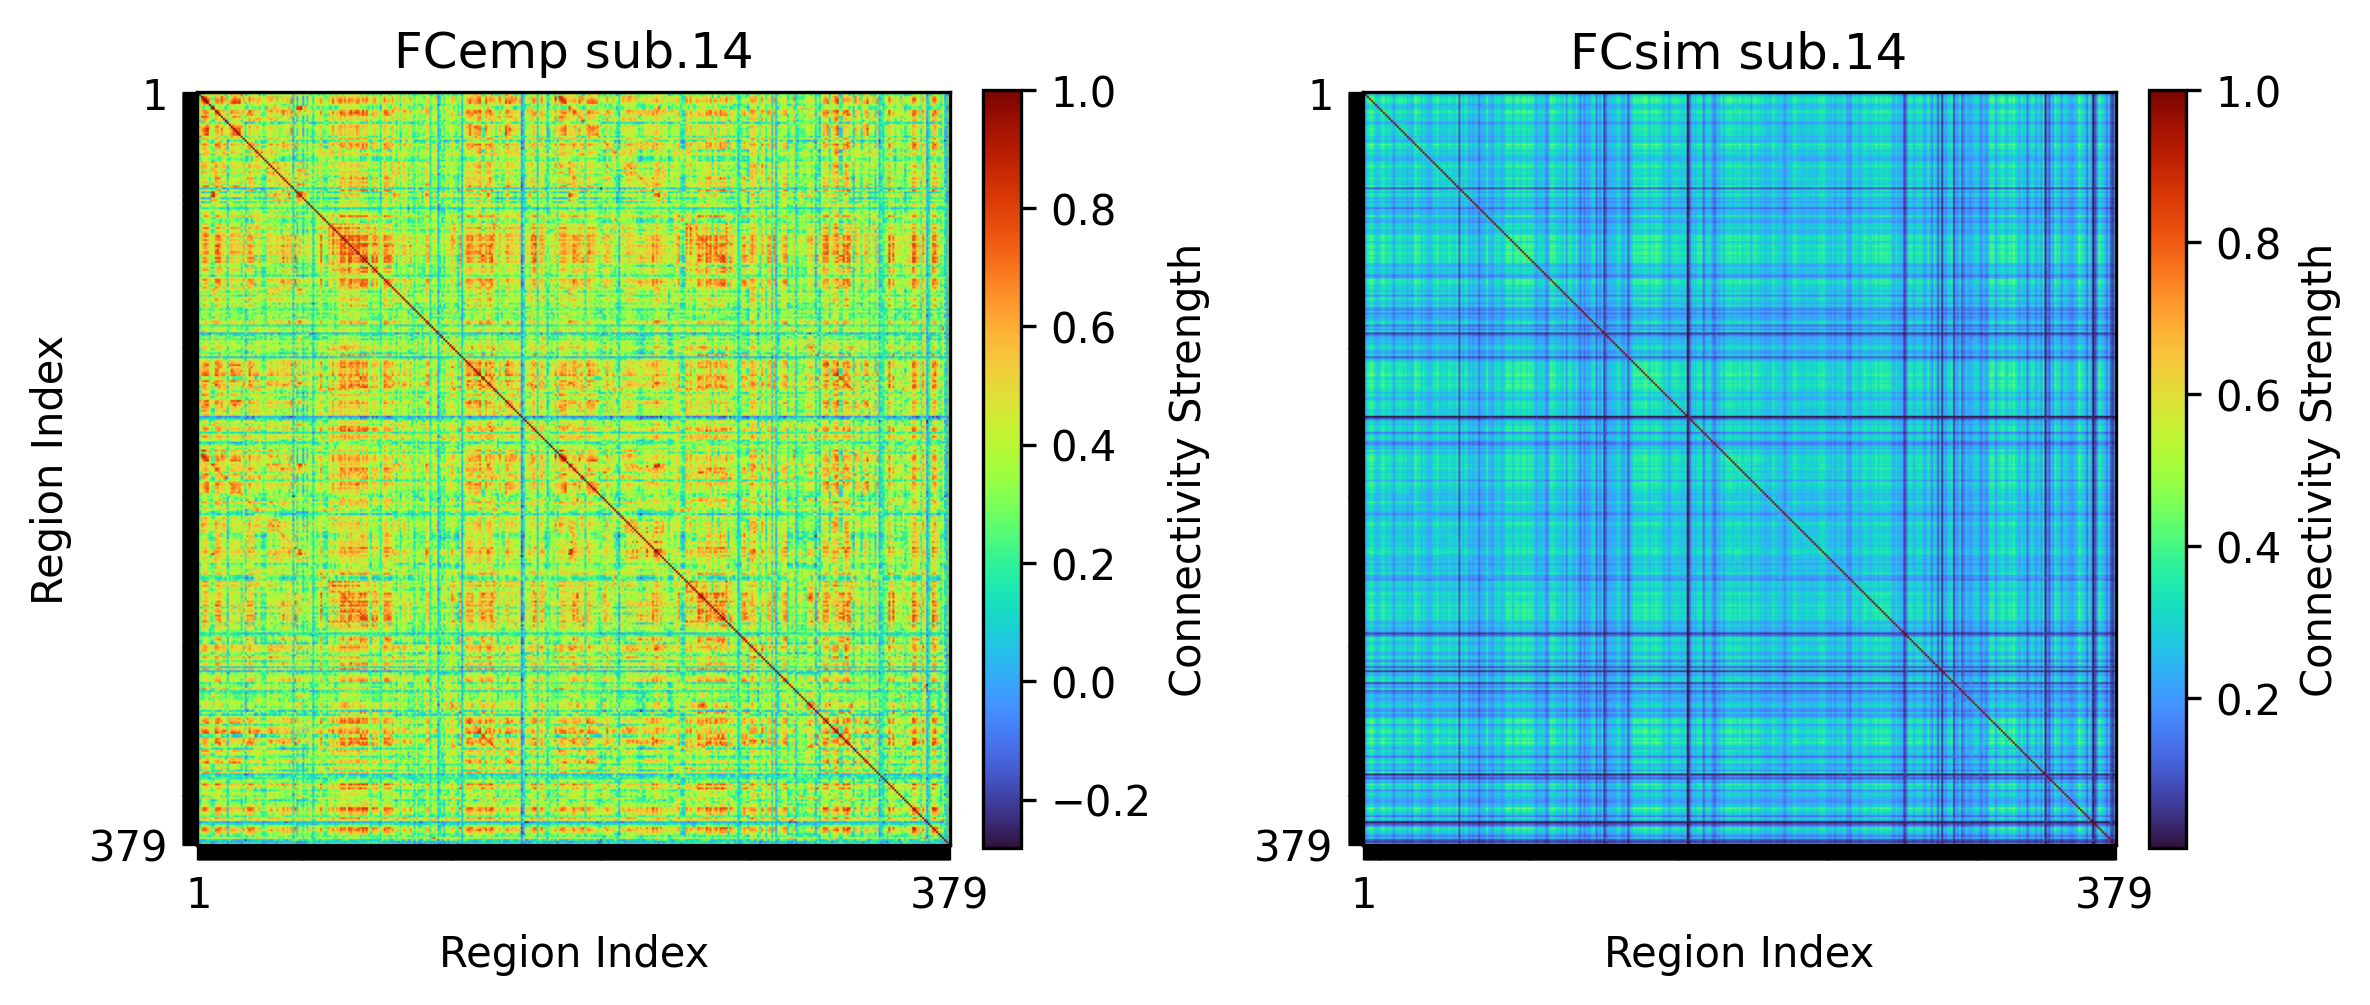 FCemp sub.14
1
379
1
379
Region Index
Region Index
1.0
0.8
0.6
0.4
0.2
0.0
−0.2
Connectivity Strength
FCsim sub.14
1
379
1
379
Region Index
1.0
0.8
0.6
0.4
0.2
Connectivity Strength